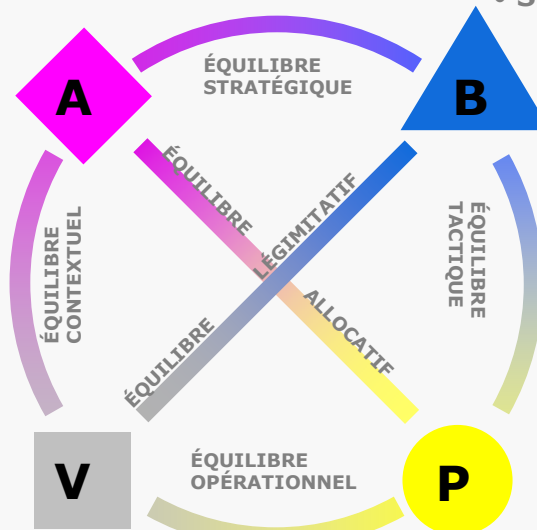 ÉQUILIBRE
STRATÉGIQUE
A
B
ÉQUILIBRE
ALLOCATIF
ÉQUILIBRE
LÉGIMITATIF
ÉQUILIBRE
CONTEXTUEL
ÉQUILIBRE
TACTIQUE
V
ÉQUILIBRE
OPÉRATIONNEL
P